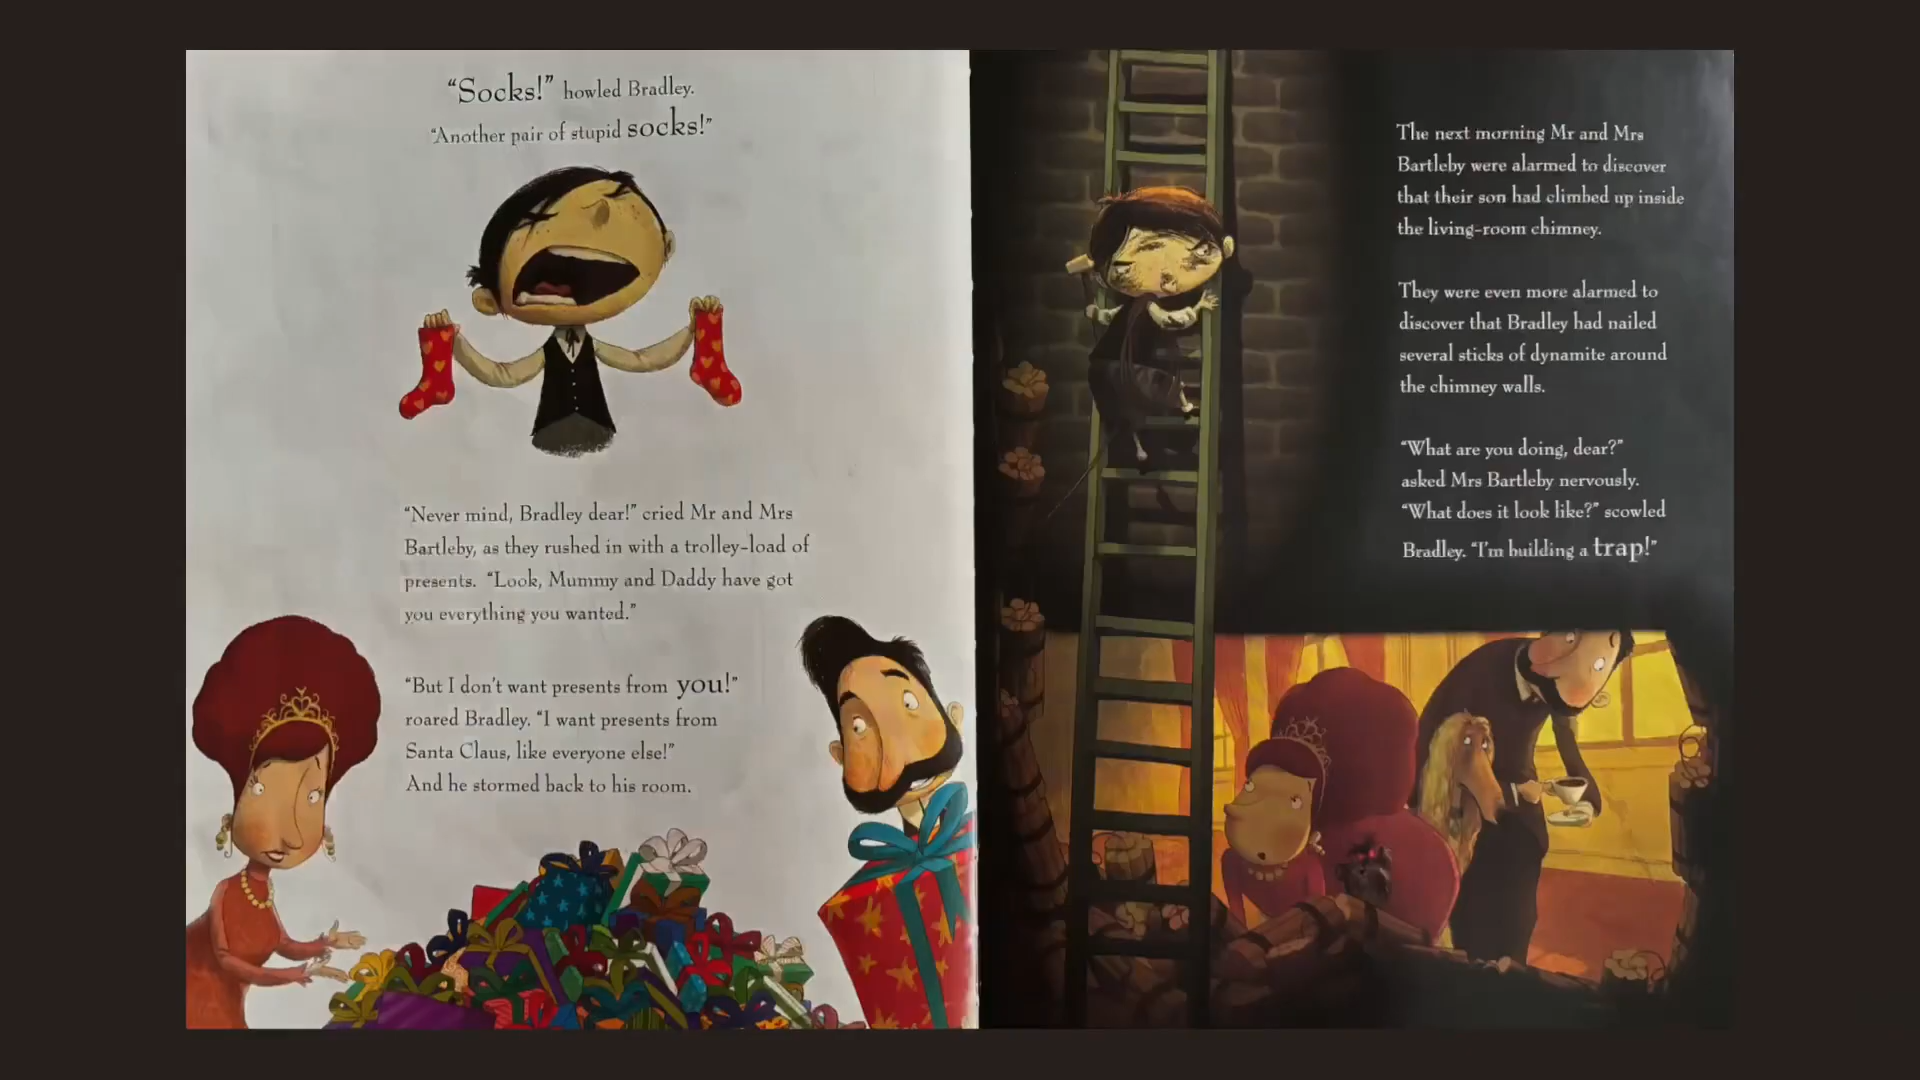 “Socks!” howled Bradley.
“Another pair of stupid socks!”
“Never mind, Bradley dear!” cried Mr and Mrs
Bartleby, as they rushed in with a trolley-load of
presents. “Look, Mummy and Daddy have got
you everything you wanted.”
“But I don’t want presents from you!”
roared Bradley. “I want presents from
Santa Claus, like everyone else!”
And he stormed back to his room.
The next morning Mr and Mrs
Bartleby were alarmed to discover
that their son had climbed up inside
the living-room chimney.
They were even more alarmed to
discover that Bradley had nailed
several sticks of dynamite around
the chimney walls.
“What are you doing, dear?”
asked Mrs Bartleby nervously.
“What does it look like?” scowled
Bradley. “I’m building a trap!”